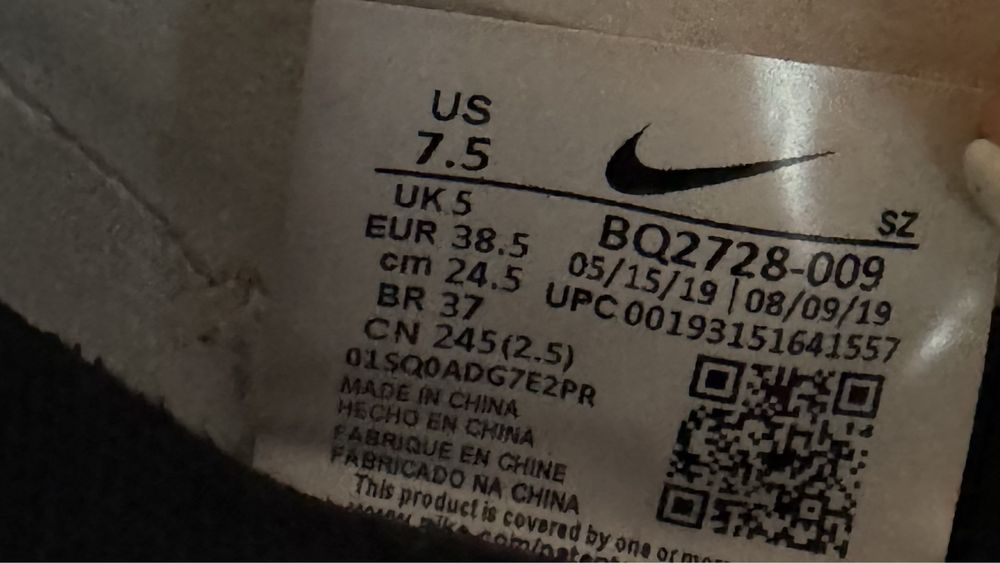 US
7.5
UK 5
EUR 38.5
cm 24.5
BR 37
CN 245(2.5)
01SQ0ADG7E2PR
MADE IN CHINA
HECHO EN CHINA
FABRIQUE EN CHINE
FABRICADO NA CHINA
This product is covered by one or more
SZ
BQ2728-009
05/15/19 | 08/09/19
UPC 00193151641557